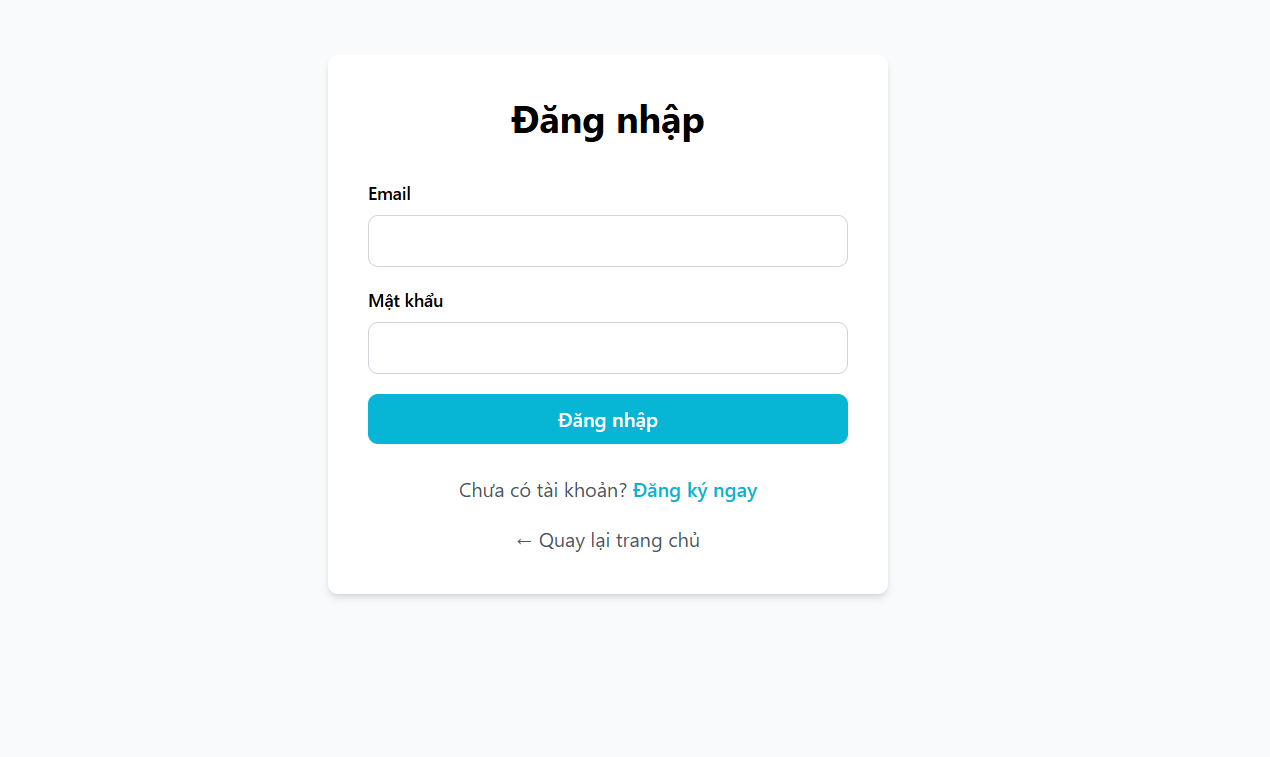 Đăng nhập
Email
Mật khẩu
Đăng nhập
Chưa có tài khoản? Đăng ký ngay
← Quay lại trang chủ